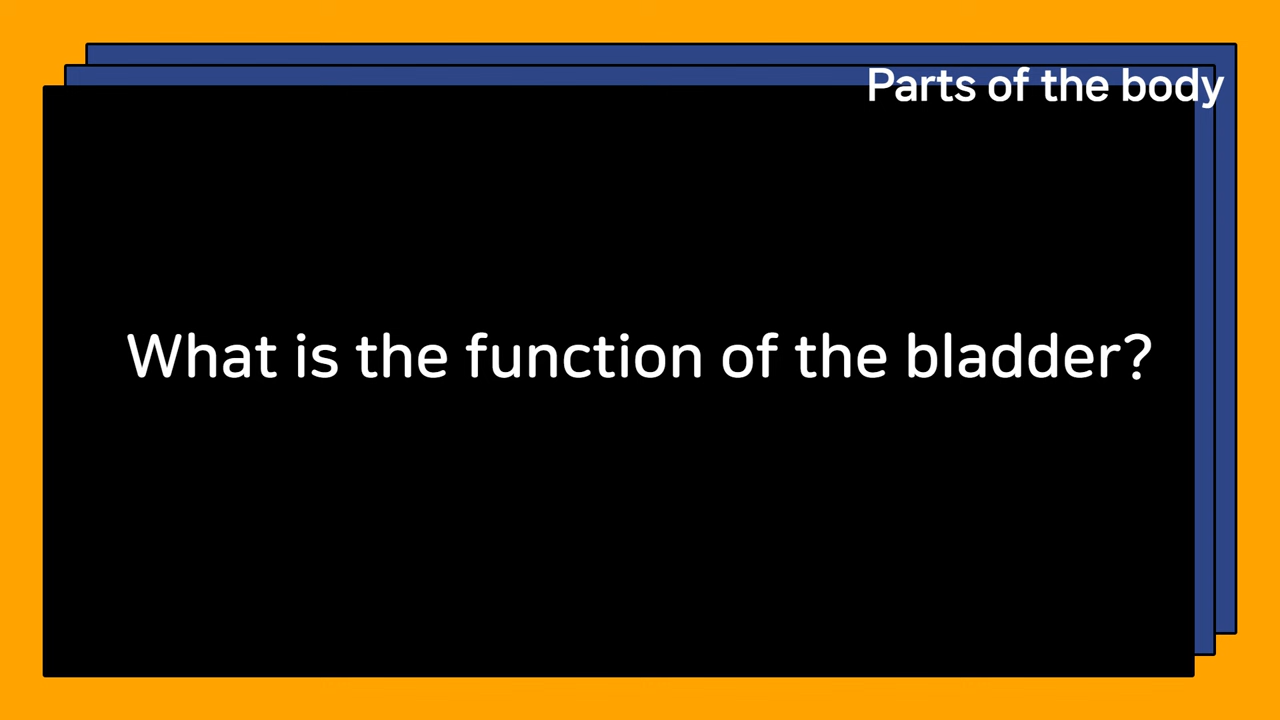 Parts of the body
What is the function of the bladder?